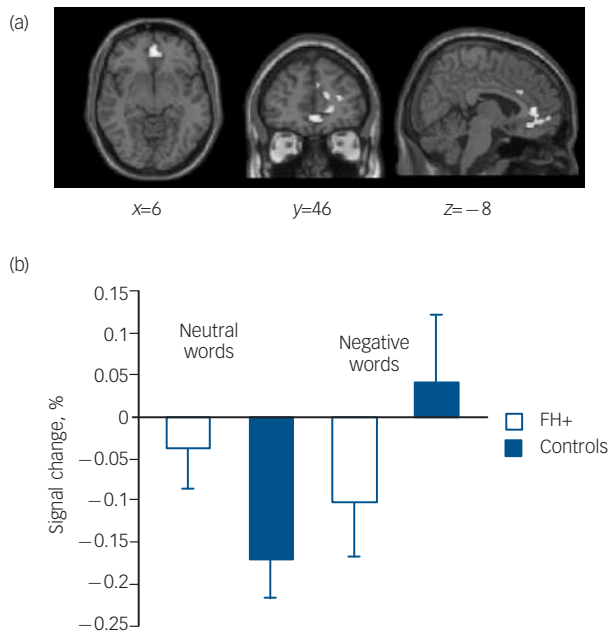 (a)
x=6 y=46 z=−8
(b)
0.15
0.1
0.05
0
−0.05
−0.1
−0.15
−0.2
−0.25
Signal change, %
Neutral
words
Negative
words
FH+
Controls